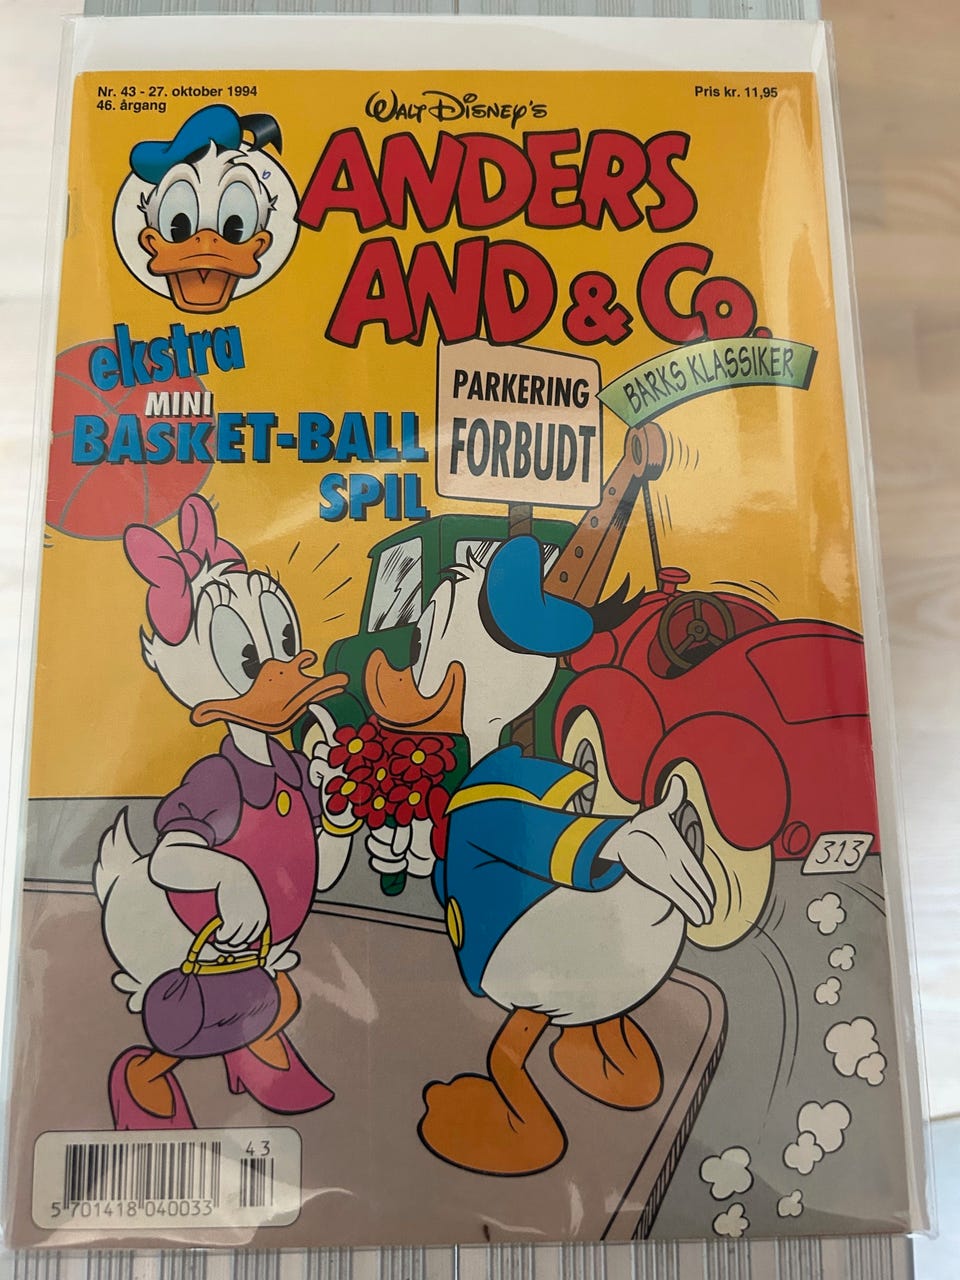 Nr. 43 - 27. oktober 1994
46. årgang
Pris kr. 11,95
WALT DISNEY'S
ANDERS
AND & Co.
BARKS KLASSIKER
ekstra
MINI
BASKET-BALL
SPIL
PARKERING
FORBUDT
313
43
5 701418 040033